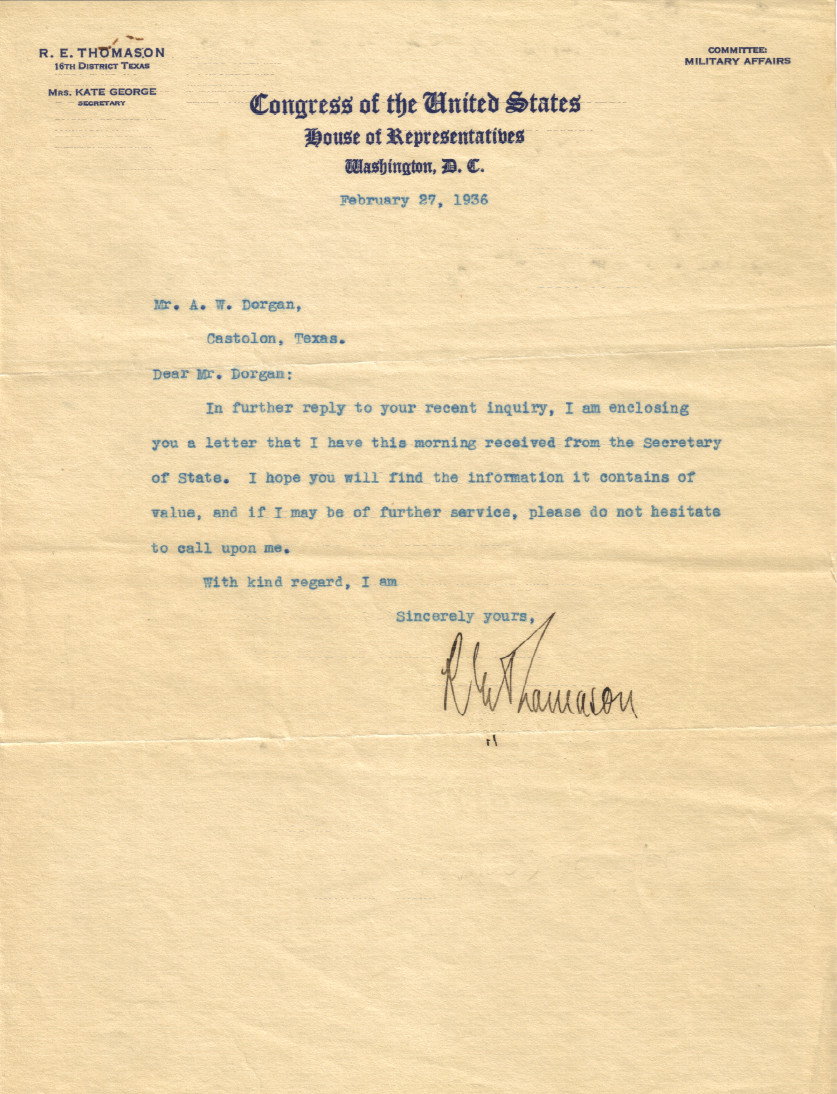 R. E. THOMASON
16TH DISTRICT TEXAS
MRS. KATE GEORGE
SECRETARY
COMMITTEE:
MILITARY AFFAIRS
Congress of the United States
House of Representatives
Washington, D. C.
February 27, 1936
Mr. A. W. Dorgan,
Castolon, Texas.
Dear Mr. Dorgan:
In further reply to your recent inquiry, I am enclosing
you a letter that I have this morning received from the Secretary
of State. I hope you will find the information it contains of
value, and if I may be of further service, please do not hesitate
to call upon me.
With kind regard, I am
Sincerely yours,
R E Thomason